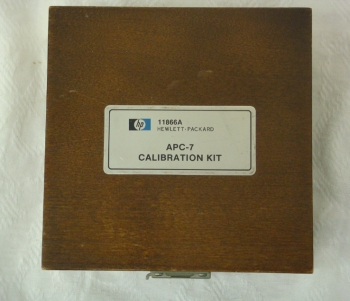 hp
11866A
HEWLETT-PACKARD
APC-7
CALIBRATION KIT